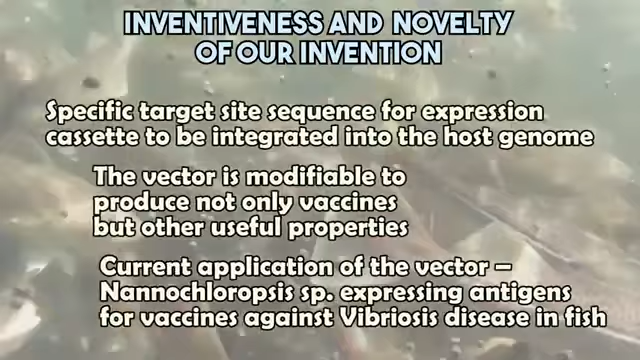 INVENTIVENESS AND NOVELTY
OF OUR INVENTION
Specific target site sequence for expression
cassette to be integrated into the host genome
The vector is modifiable to
produce not only vaccines
but other useful properties
Current application of the vector –
Nannochloropsis sp. expressing antigens
for vaccines against Vibriosis disease in fish